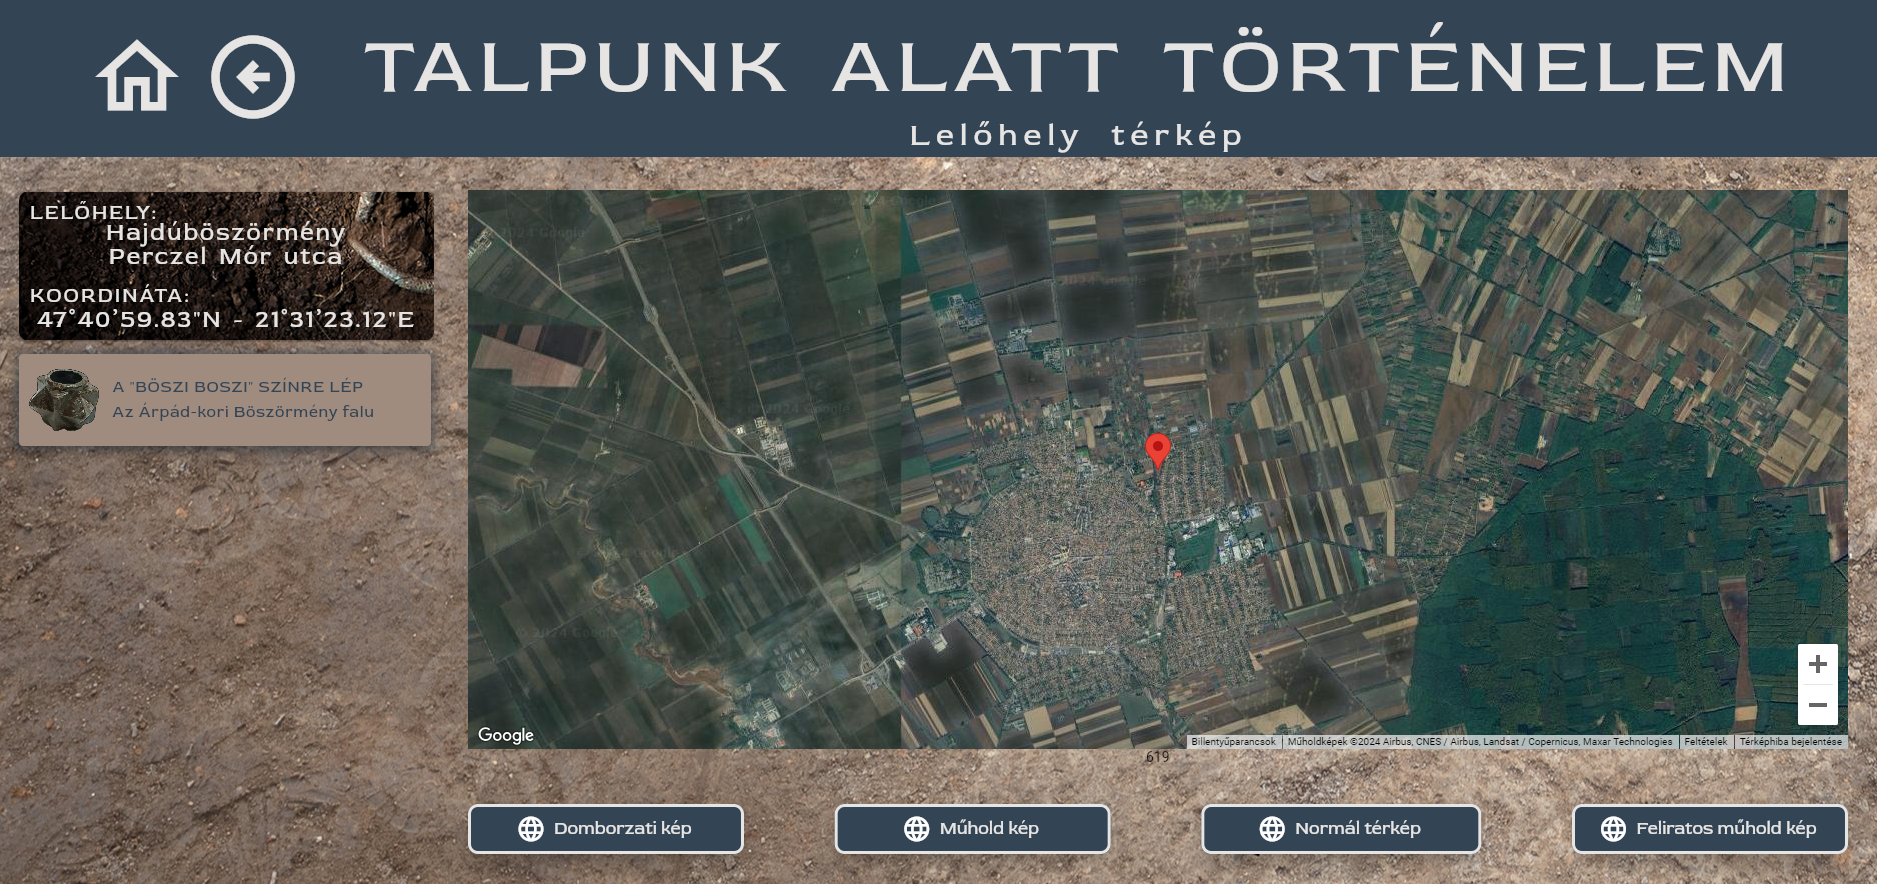 TALPUNK ALATT TÖRTÉNELEM
Lelőhely térkép
LELŐHELY:
Hajdúböszörmény
Perczel Mór utca
KOORDINÁTA:
47°40’59.83"N - 21°31’23.12"E
A "BÖSZI BOSZI" SZÍNRE LÉP
Az Árpád-kori Böszörmény falu
Google
Billentyűparancsok
Műholdképek ©2024 Airbus, CNES / Airbus, Landsat / Copernicus, Maxar Technologies
Feltételek
Térképhiba bejelentése
619
Domborzati kép
Műhold kép
Normál térkép
Feliratos műhold kép